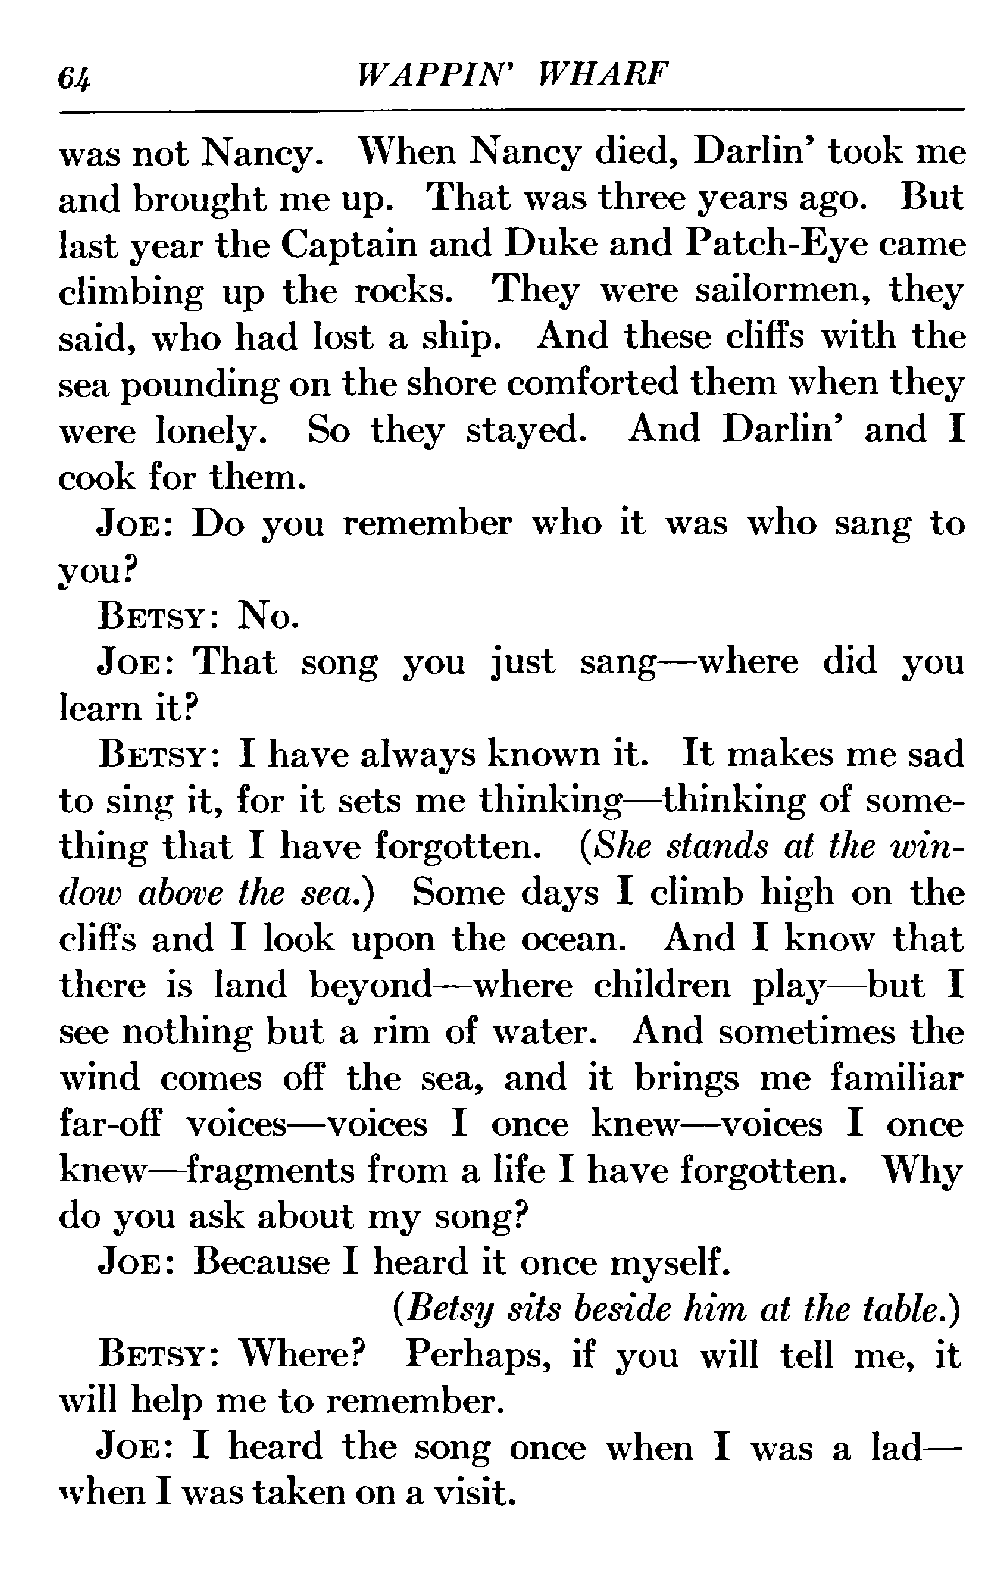 64 WAPPIN' WHARF
was not Nancy. When Nancy died, Darlin' took me
and brought me up. That was three years ago. But
last year the Captain and Duke and Patch-Eye came
climbing up the rocks. They were sailormen, they
said, who had lost a ship. And these cliffs with the
sea pounding on the shore comforted them when they
were lonely. So they stayed. And Darlin' and I
cook for them.
JOE: Do you remember who it was who sang to
you?
BETSY: No.
JOE: That song you just sang—where did you
learn it?
BETSY: I have always known it. It makes me sad
to sing it, for it sets me thinking—thinking of some-
thing that I have forgotten. (She stands at the win-
dow above the sea.) Some days I climb high on the
cliffs and I look upon the ocean. And I know that
there is land beyond—where children play—but I
see nothing but a rim of water. And sometimes the
wind comes off the sea, and it brings me familiar
far-off voices—voices I once knew—voices I once
knew—fragments from a life I have forgotten. Why
do you ask about my song?
JOE: Because I heard it once myself.
(Betsy sits beside him at the table.)
BETSY: Where? Perhaps, if you will tell me, it
will help me to remember.
JOE: I heard the song once when I was a lad—
when I was taken on a visit.